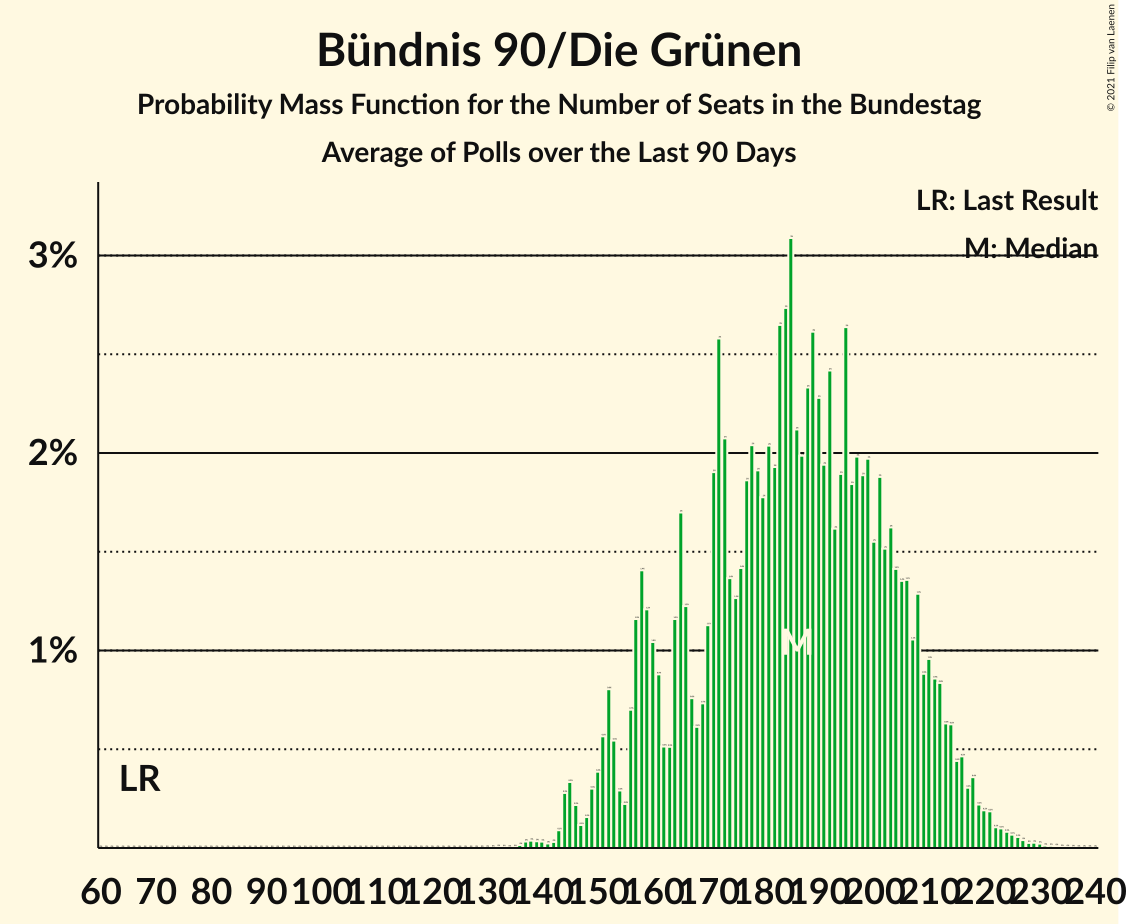 Bündnis 90/Die Grünen
Probability Mass Function for the Number of Seats in the Bundestag
Average of Polls over the Last 90 Days
© 2021 Filip van Laenen
LR: Last Result
M: Median
3%
2%
1%
M
LR
60 70 80 90 100 110 120 130 140 150 160 170 180 190 200 210 220 230 240